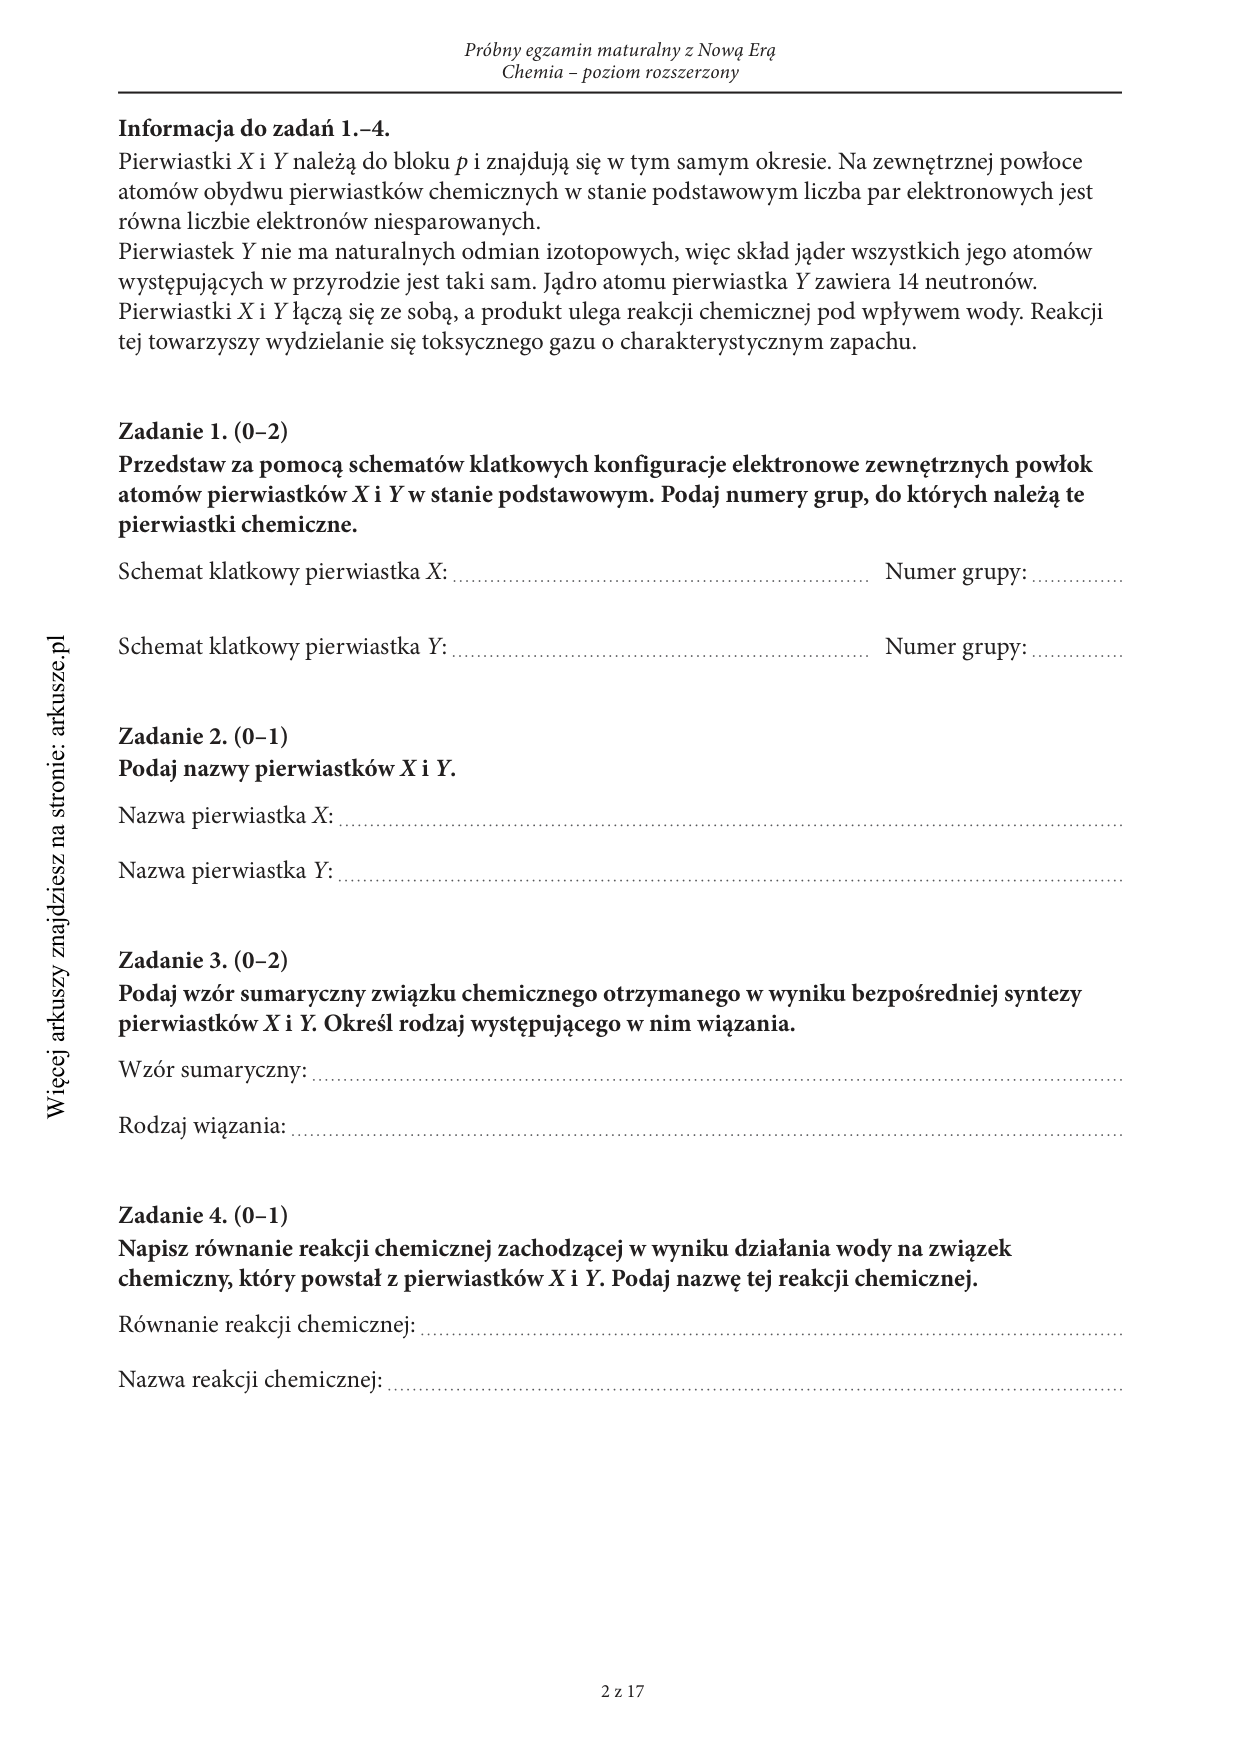 Próbny egzamin maturalny z Nową Erą
Chemia – poziom rozszerzony
Informacja do zadań 1.–4.
Pierwiastki X i Y należą do bloku p i znajdują się w tym samym okresie. Na zewnętrznej powłoce
atomów obydwu pierwiastków chemicznych w stanie podstawowym liczba par elektronowych jest
równa liczbie elektronów niesparowanych.
Pierwiastek Y nie ma naturalnych odmian izotopowych, więc skład jąder wszystkich jego atomów
występujących w przyrodzie jest taki sam. Jądro atomu pierwiastka Y zawiera 14 neutronów.
Pierwiastki X i Y łączą się ze sobą, a produkt ulega reakcji chemicznej pod wpływem wody. Reakcji
tej towarzyszy wydzielanie się toksycznego gazu o charakterystycznym zapachu.
Zadanie 1. (0–2)
Przedstaw za pomocą schematów klatkowych konfiguracje elektronowe zewnętrznych powłok
atomów pierwiastków X i Y w stanie podstawowym. Podaj numery grup, do których należą te
pierwiastki chemiczne.
Schemat klatkowy pierwiastka X: Numer grupy:
Schemat klatkowy pierwiastka Y: Numer grupy:
Zadanie 2. (0–1)
Podaj nazwy pierwiastków X i Y.
Nazwa pierwiastka X:
Nazwa pierwiastka Y:
Zadanie 3. (0–2)
Podaj wzór sumaryczny związku chemicznego otrzymanego w wyniku bezpośredniej syntezy
pierwiastków X i Y. Określ rodzaj występującego w nim wiązania.
Wzór sumaryczny:
Rodzaj wiązania:
Zadanie 4. (0–1)
Napisz równanie reakcji chemicznej zachodzącej w wyniku działania wody na związek
chemiczny, który powstał z pierwiastków X i Y. Podaj nazwę tej reakcji chemicznej.
Równanie reakcji chemicznej:
Nazwa reakcji chemicznej:
Więcej arkuszy znajdziesz na stronie: arkusze.pl
2 z 17